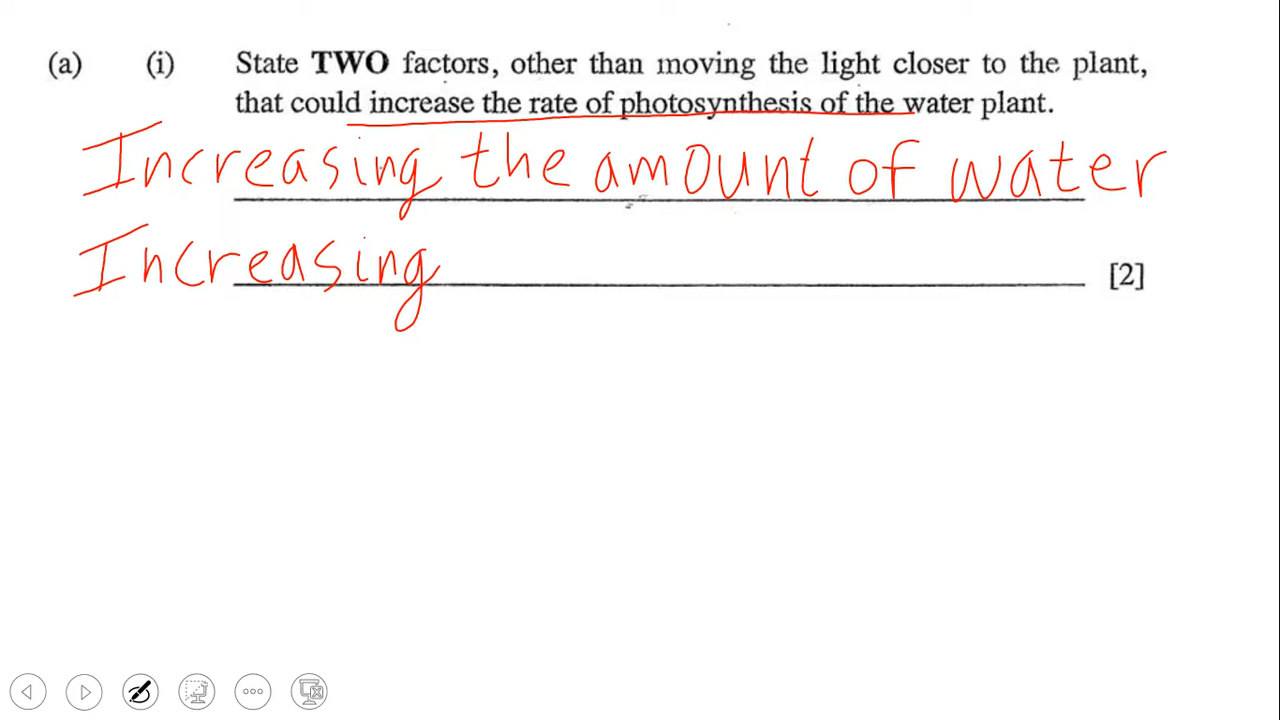 (a) (i) State TWO factors, other than moving the light closer to the plant,
that could increase the rate of photosynthesis of the water plant.
Increasing the amount of water
Increasing [2]